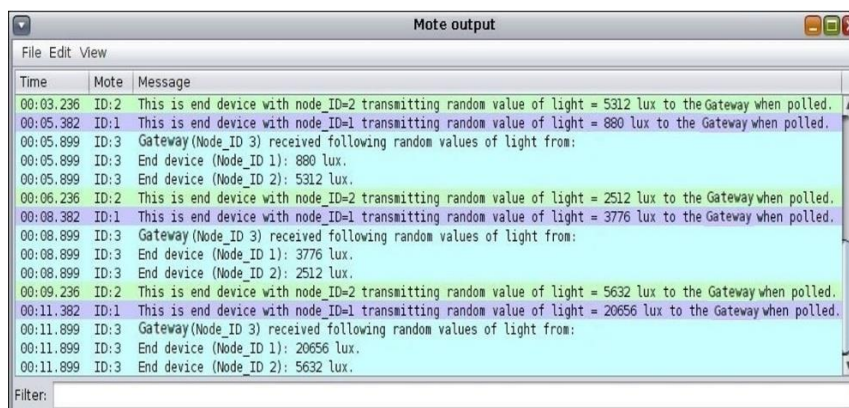 Mote output
File Edit View
Time Mote Message
00:03.236 ID:2 This is end device with node_ID=2 transmitting random value of light = 5312 lux to the Gateway when polled.
00:05.382 ID:1 This is end device with node_ID=1 transmitting random value of light = 880 lux to the Gateway when polled.
00:05.899 ID:3 Gateway (Node_ID 3) received following random values of light from:
00:05.899 ID:3 End device (Node_ID 1): 880 lux.
00:05.899 ID:3 End device (Node_ID 2): 5312 lux.
00:06.236 ID:2 This is end device with node_ID=2 transmitting random value of light = 2512 lux to the Gateway when polled.
00:08.382 ID:1 This is end device with node_ID=1 transmitting random value of light = 3776 lux to the Gateway when polled.
00:08.899 ID:3 Gateway (Node_ID 3) received following random values of light from:
00:08.899 ID:3 End device (Node_ID 1): 3776 lux.
00:08.899 ID:3 End device (Node_ID 2): 2512 lux.
00:09.236 ID:2 This is end device with node_ID=2 transmitting random value of light = 5632 lux to the Gateway when polled.
00:11.382 ID:1 This is end device with node_ID=1 transmitting random value of light = 20656 lux to the Gateway when polled.
00:11.899 ID:3 Gateway (Node_ID 3) received following random values of light from:
00:11.899 ID:3 End device (Node_ID 1): 20656 lux.
00:11.899 ID:3 End device (Node_ID 2): 5632 lux.
Filter: